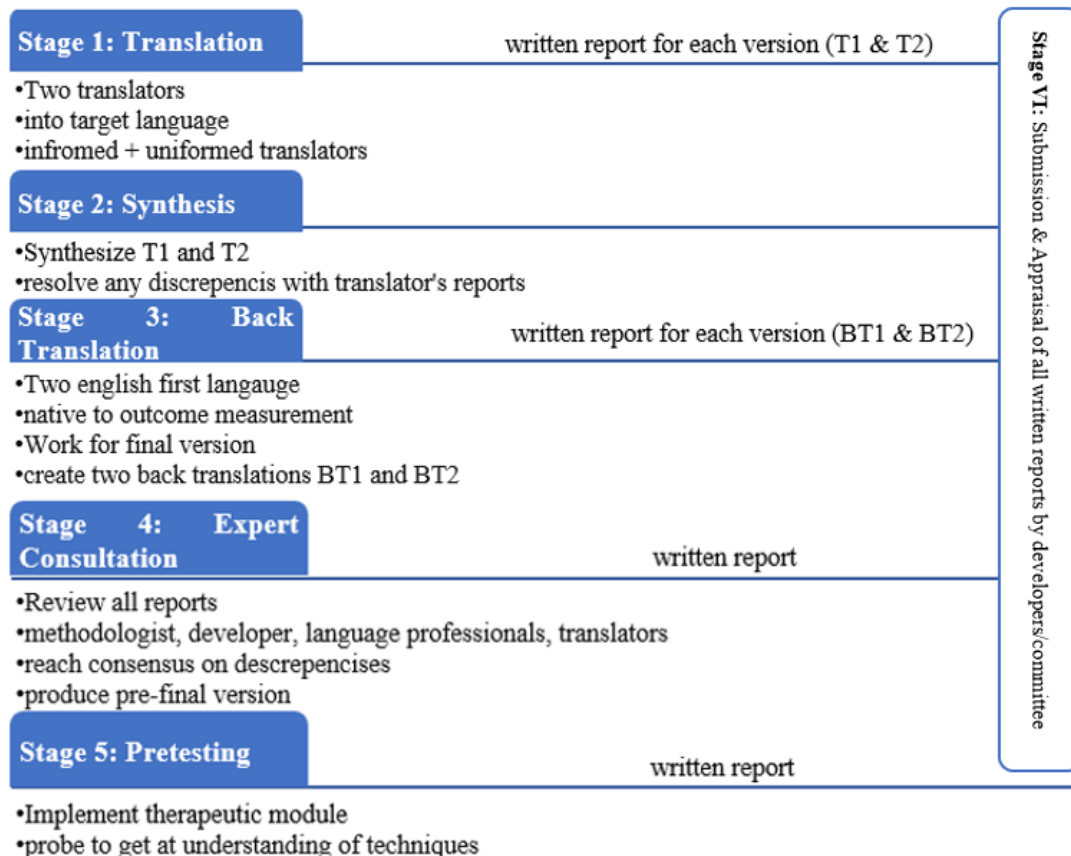 Stage 1: Translation
written report for each version (T1 & T2)
•Two translators
•into target language
•infromed + uniformed translators
Stage 2: Synthesis
•Synthesize T1 and T2
•resolve any discrepencis with translator's reports
Stage 3: Back
Translation
written report for each version (BT1 & BT2)
•Two english first langauge
•native to outcome measurement
•Work for final version
•create two back translations BT1 and BT2
Stage 4: Expert
Consultation
written report
•Review all reports
•methodologist, developer, language professionals, translators
•reach consensus on descrepencises
•produce pre-final version
Stage 5: Pretesting
written report
•Implement therapeutic module
•probe to get at understanding of techniques
Stage VI: Submission & Appraisal of all written reports by developers/committee